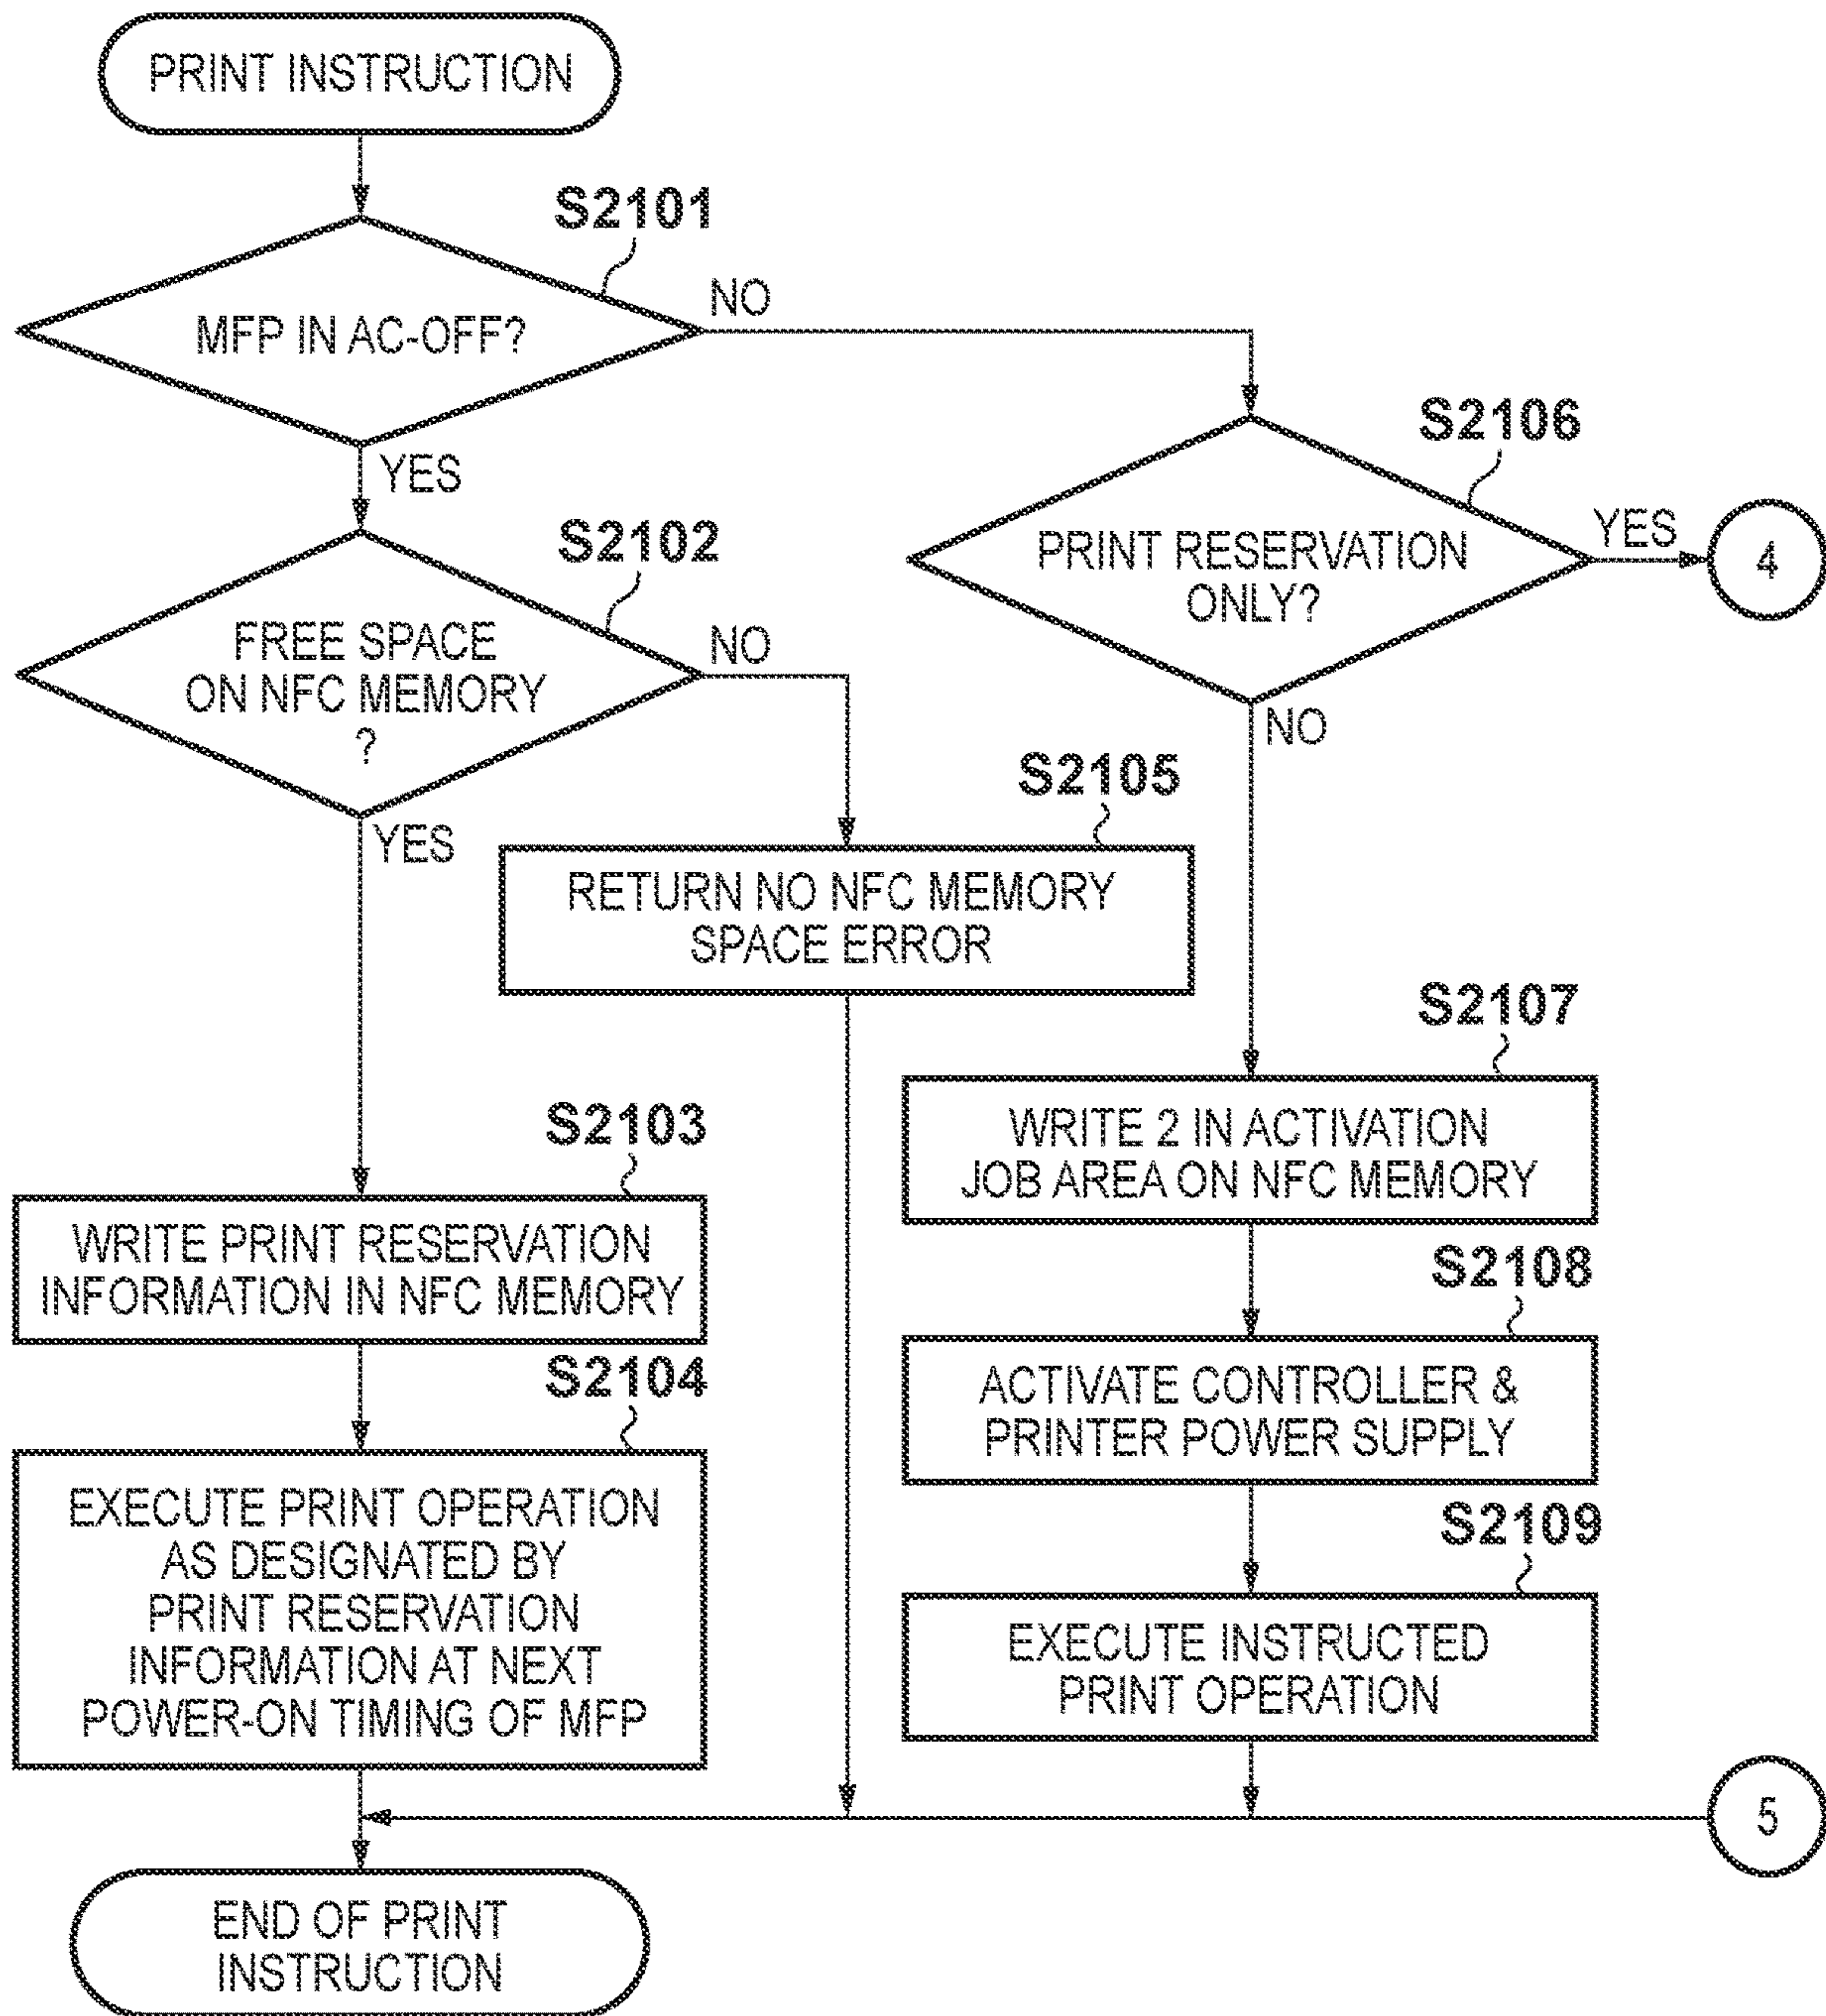 PRINT INSTRUCTION
S2101
MFP IN AC-OFF?
NO
YES
S2106
PRINT RESERVATION
ONLY?
YES
4
NO
S2102
FREE SPACE
ON NFC MEMORY
?
NO
YES
S2105
RETURN NO NFC MEMORY
SPACE ERROR
S2107
WRITE 2 IN ACTIVATION
JOB AREA ON NFC MEMORY
S2103
WRITE PRINT RESERVATION
INFORMATION IN NFC MEMORY
S2108
ACTIVATE CONTROLLER &
PRINTER POWER SUPPLY
S2104
EXECUTE PRINT OPERATION
AS DESIGNATED BY
PRINT RESERVATION
INFORMATION AT NEXT
POWER-ON TIMING OF MFP
S2109
EXECUTE INSTRUCTED
PRINT OPERATION
5
END OF PRINT
INSTRUCTION